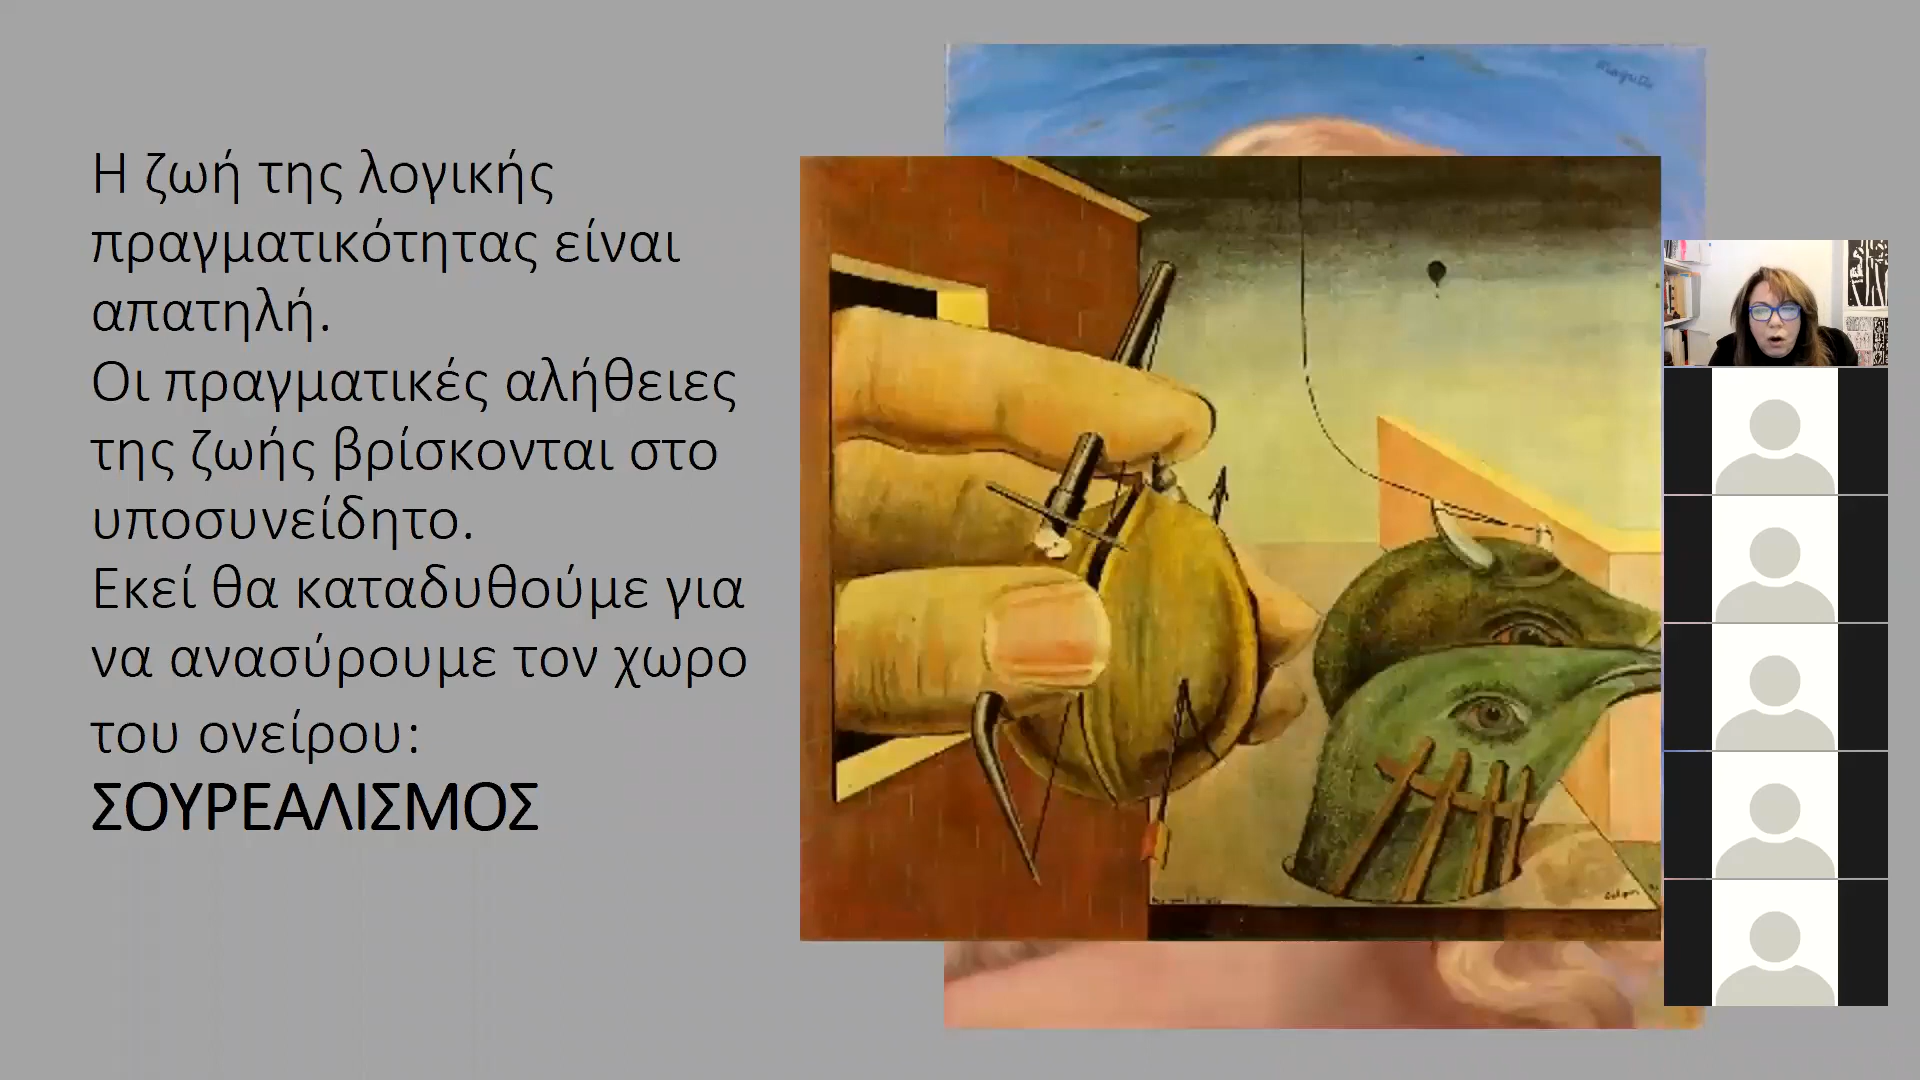 Η ζωή της λογικής
πραγματικότητας είναι
απατηλή.
Οι πραγματικές αλήθειες
της ζωής βρίσκονται στο
υποσυνείδητο.
Εκεί θα καταδυθούμε για
να ανασύρουμε τον χωρο
του ονείρου:
ΣΟΥΡΕΑΛΙΣΜΟΣ